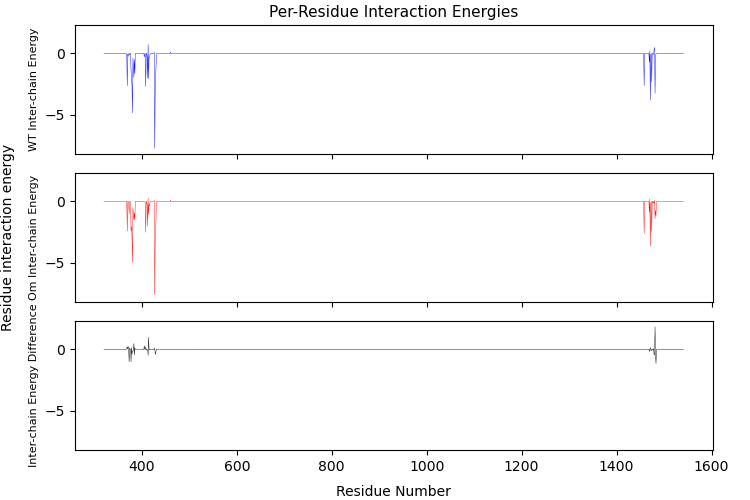 Per-Residue Interaction Energies
WT Inter-chain Energy
0
−5
Residue interaction energy
Om Inter-chain Energy
0
−5
Inter-chain Energy Difference
0
−5
400
600
800
1000
1200
1400
1600
Residue Number